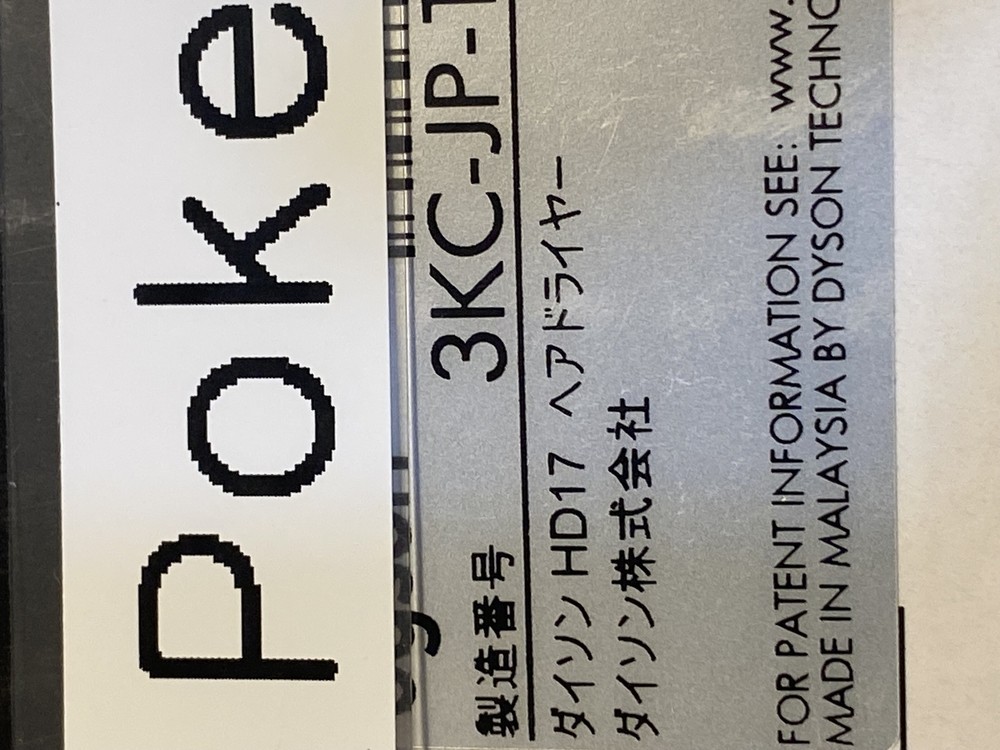 Poke
製造番号 3KC-JP-
ダイソン HD17 ヘアドライヤー
ダイソン株式会社
FOR PATENT INFORMATION SEE: www.
MADE IN MALAYSIA BY DYSON TECHNO